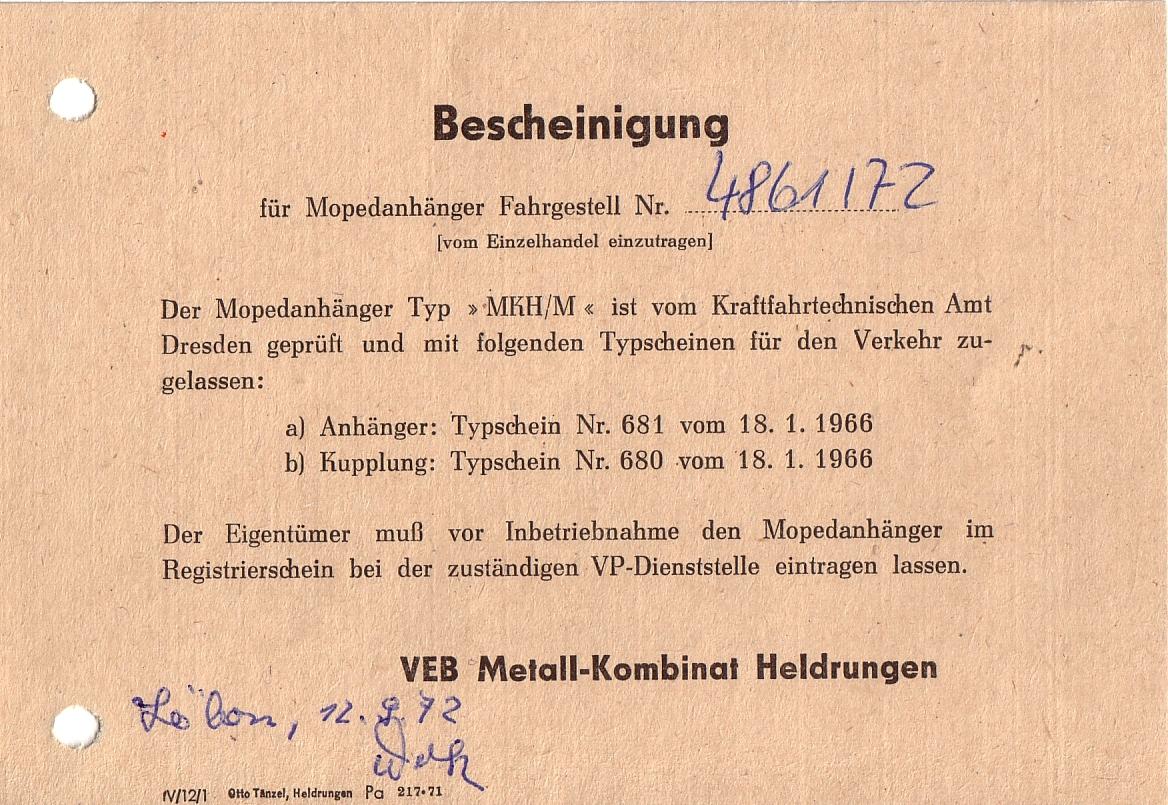 Bescheinigung
für Mopedanhänger Fahrgestell Nr. 4861172
[vom Einzelhandel einzutragen]
Der Mopedanhänger Typ » MKH/M « ist vom Kraftfahrtechnischen Amt
Dresden geprüft und mit folgenden Typscheinen für den Verkehr zu-
gelassen:
a) Anhänger: Typschein Nr. 681 vom 18. 1. 1966
b) Kupplung: Typschein Nr. 680 vom 18. 1. 1966
Der Eigentümer muß vor Inbetriebnahme den Mopedanhänger im
Registrierschein bei der zuständigen VP-Dienststelle eintragen lassen.
VEB Metall-Kombinat Heldrungen
Löbau, 12. 9. 72
IV/12/1 Otto Tänzel, Heldrungen Pa 217·71